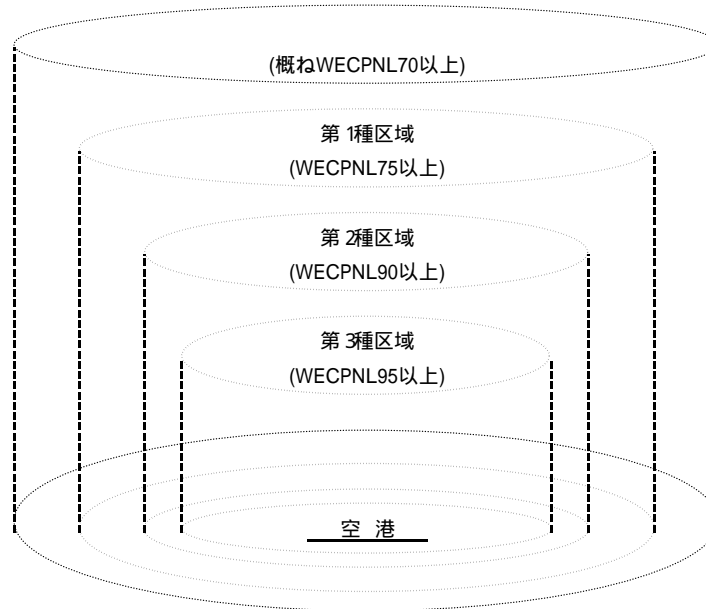 (概ねWECPNL70以上)
第1種区域
(WECPNL75以上)
第2種区域
(WECPNL90以上)
第3種区域
(WECPNL95以上)
空 港